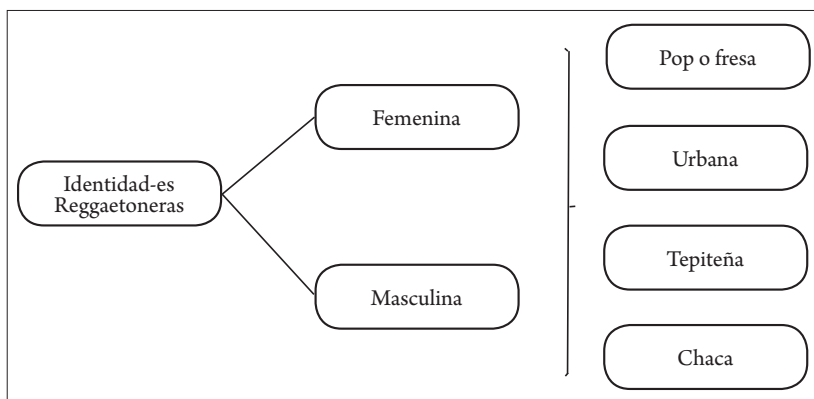 Identidad-es
Reggaetoneras
Femenina
Masculina
Pop o fresa
Urbana
Tepiteña
Chaca